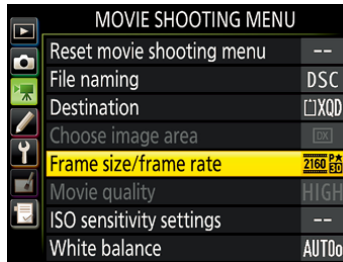 MOVIE SHOOTING MENU
Reset movie shooting menu --
File naming DSC
Destination XQD
Choose image area DX
Frame size/frame rate 2160 P★ 30
Movie quality HIGH
ISO sensitivity settings --
White balance AUTO0